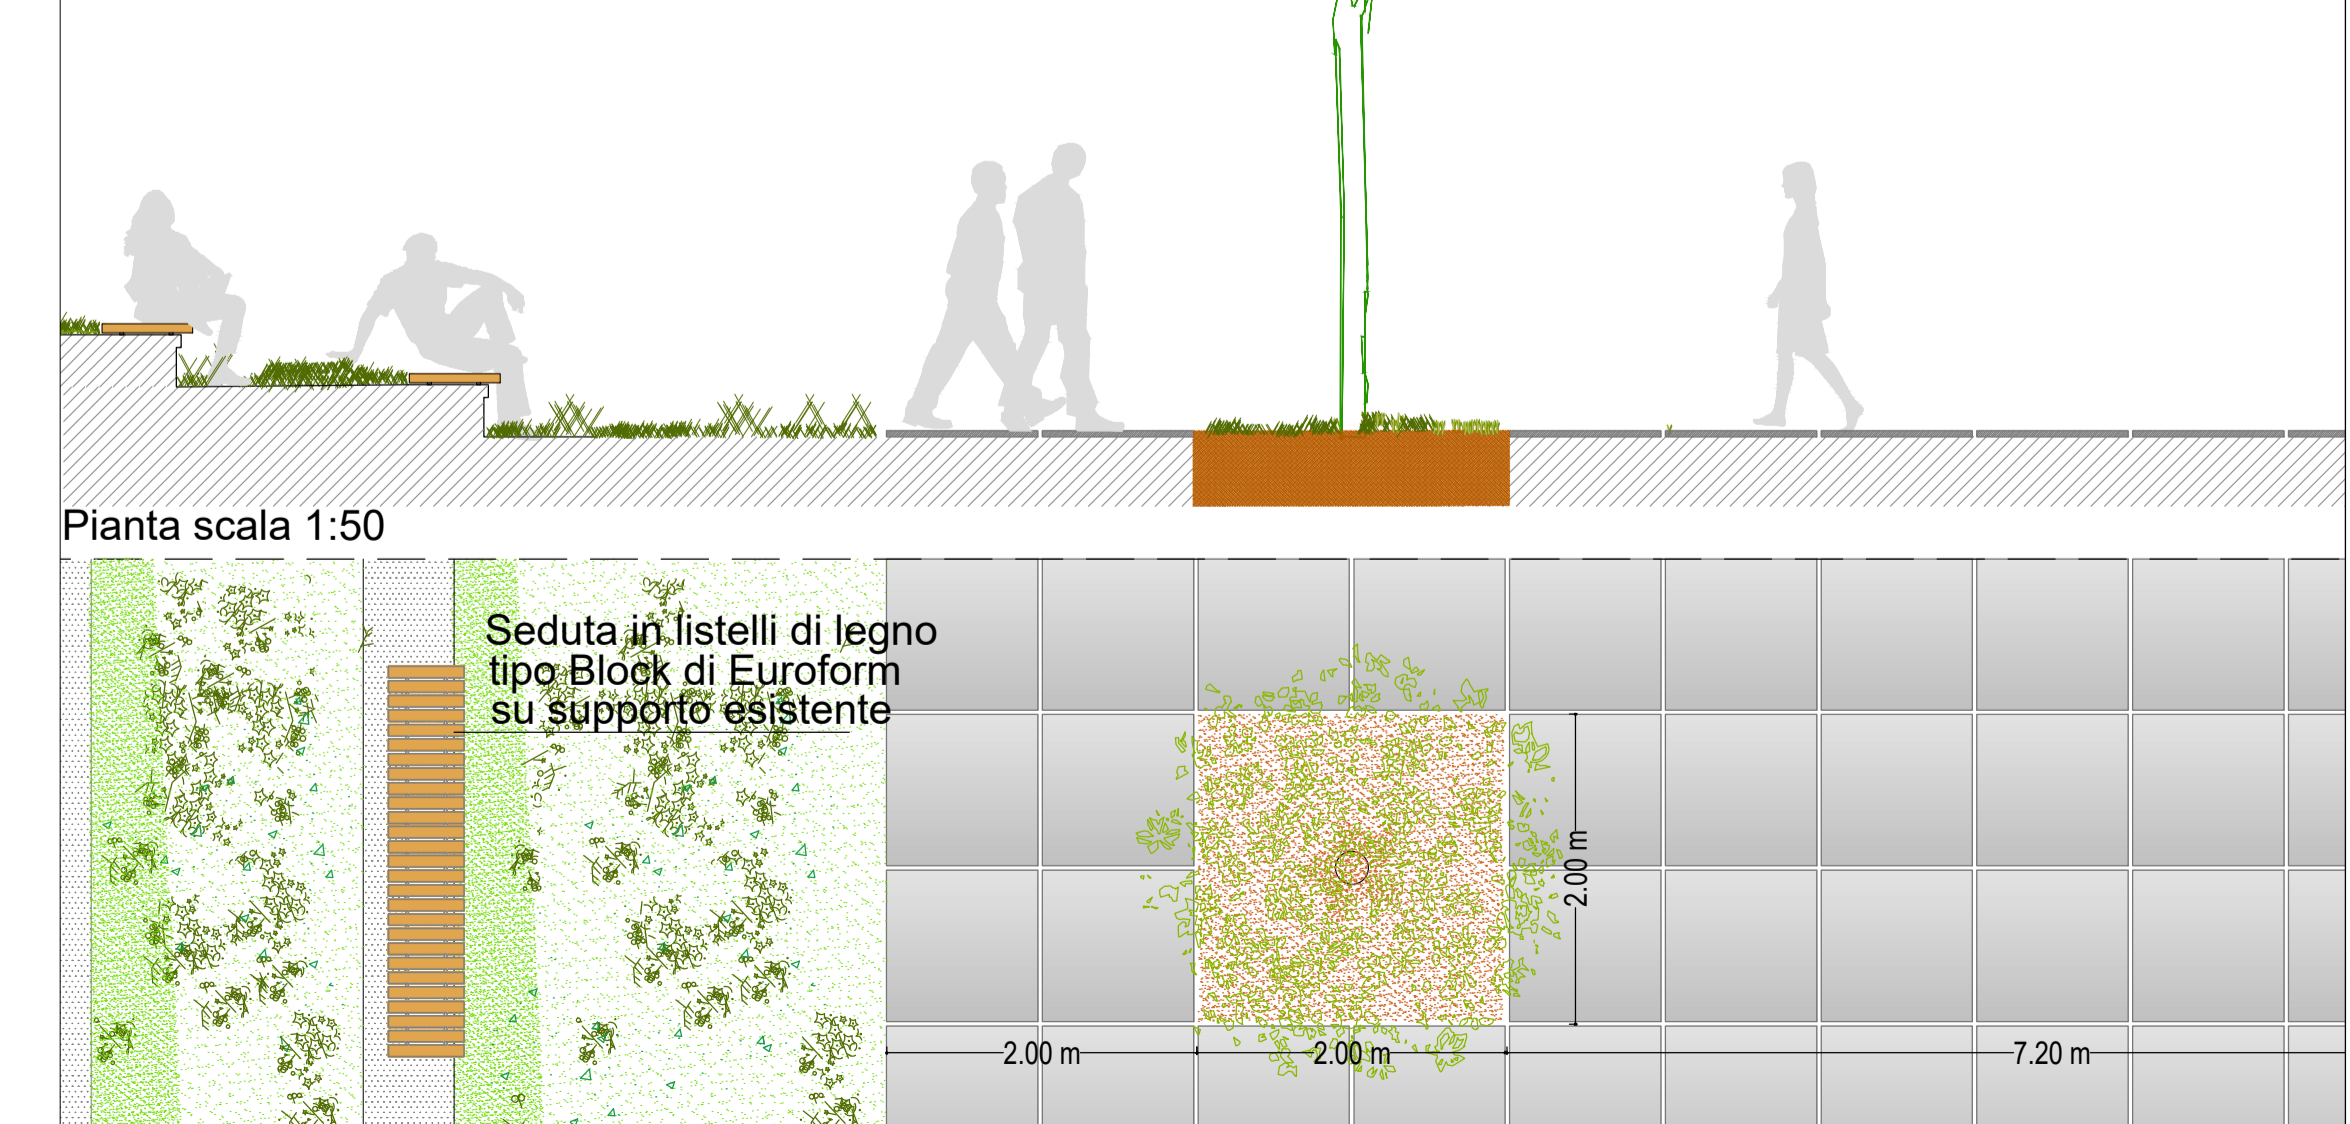 Pianta scala 1:50
Seduta in listelli di legno
tipo Block di Euroform
su supporto esistente
2.00 m
2.00 m
2.00 m
7.20 m